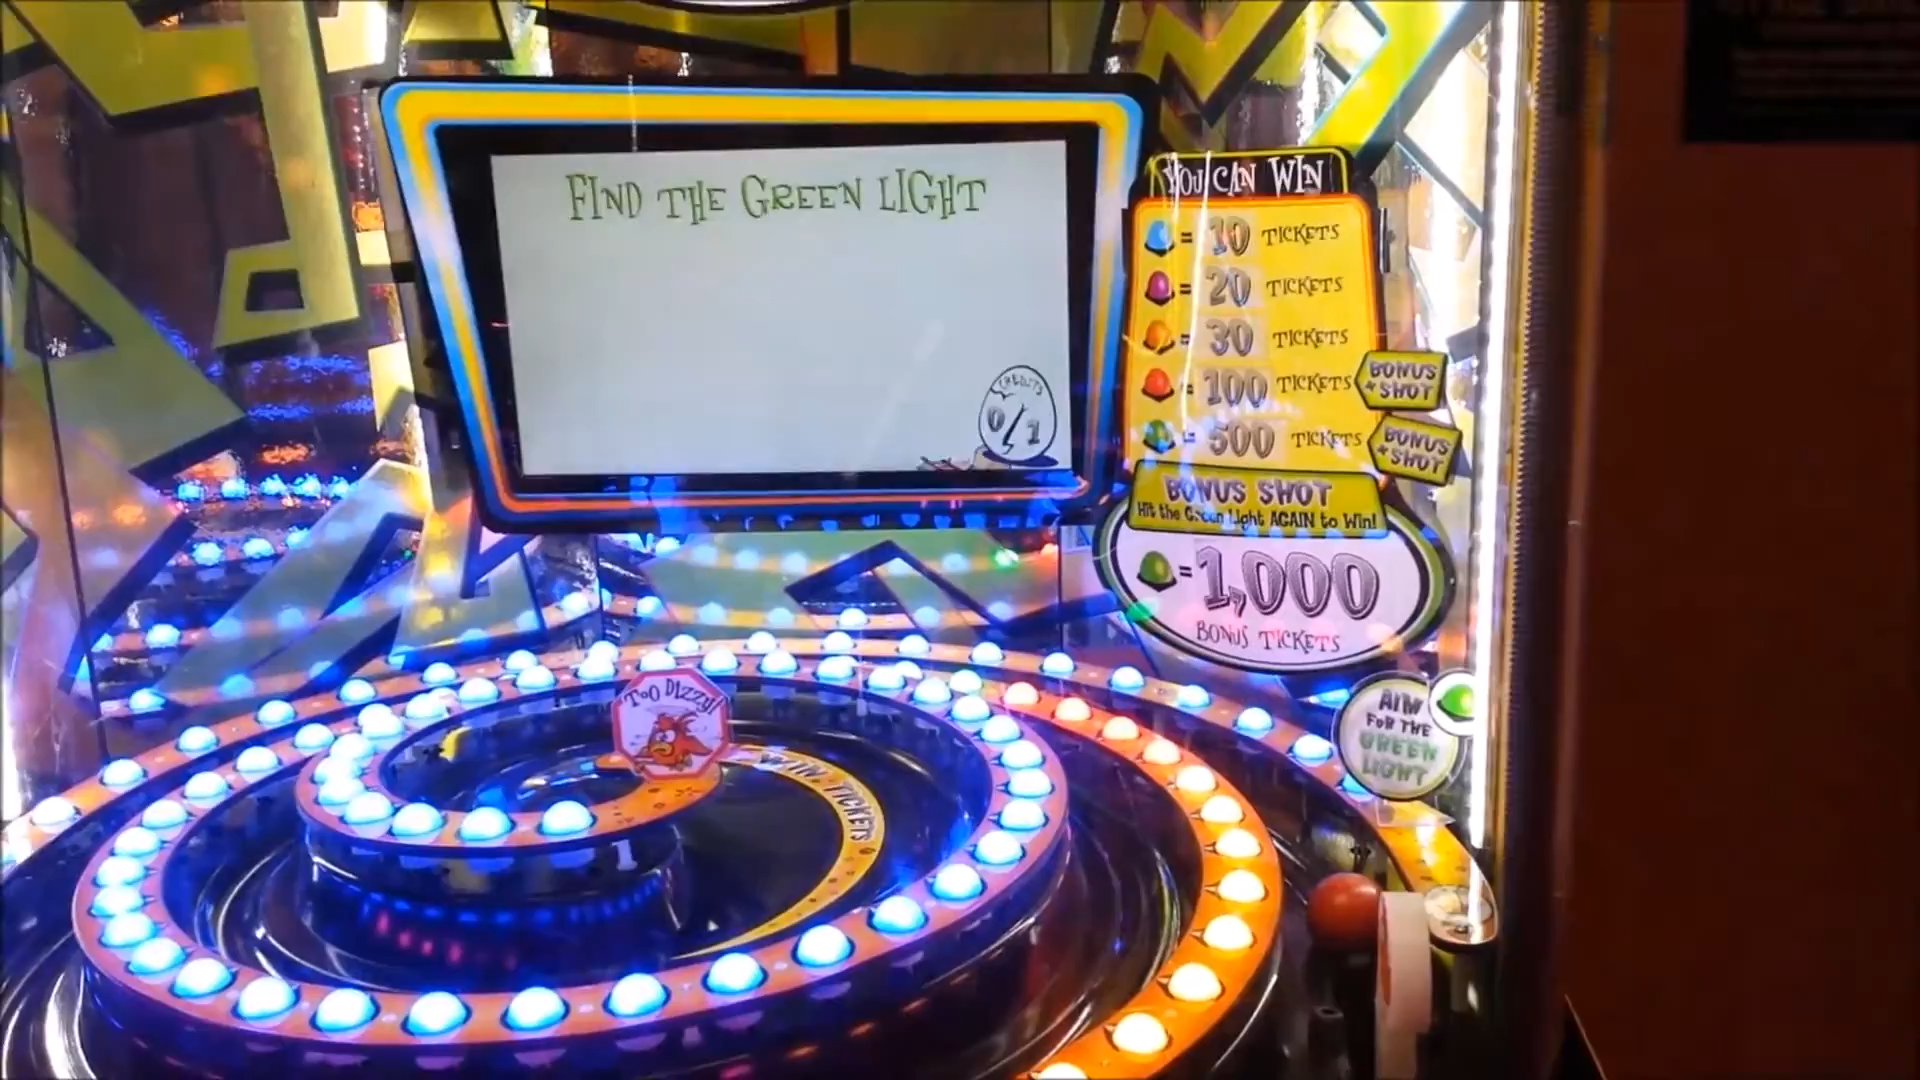 FIND THE GREEN LIGHT
CREDITS
0/1
YOU CAN WIN
= 10 TICKETS
= 20 TICKETS
= 30 TICKETS
= 100 TICKETS
BONUS SHOT
= 500 TICKETS
BONUS SHOT
BONUS SHOT
Hit the Green Light AGAIN to Win!
= 1,000
BONUS TICKETS
AIM
FOR THE
GREEN
LIGHT
TOO DIZZY!
WIN TICKETS
1